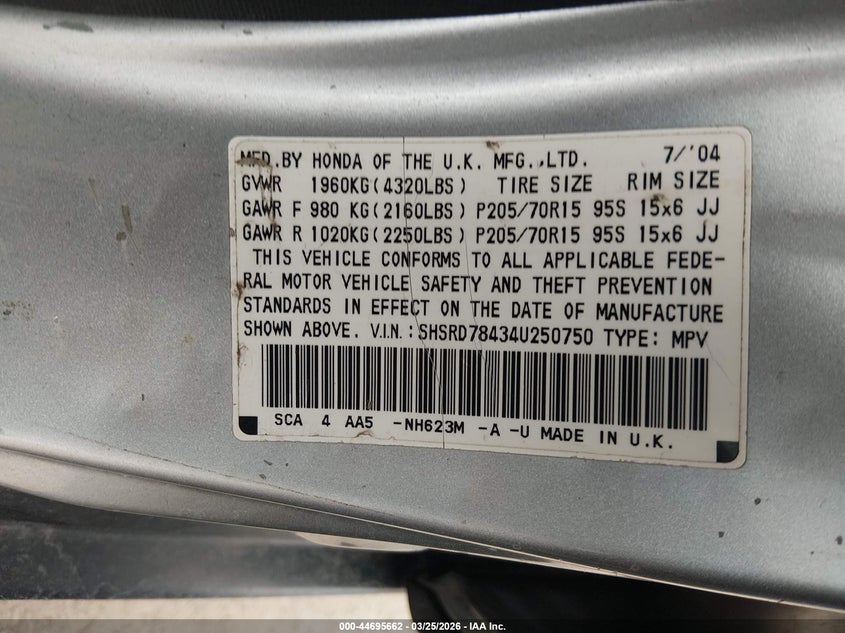 MFD.BY HONDA OF THE U.K. MFG.,LTD. 7/'04
GVWR 1960KG(4320LBS) TIRE SIZE RIM SIZE
GAWR F 980 KG(2160LBS) P205/70R15 95S 15x6 JJ
GAWR R 1020KG(2250LBS) P205/70R15 95S 15x6 JJ
THIS VEHICLE CONFORMS TO ALL APPLICABLE FEDE-
RAL MOTOR VEHICLE SAFETY AND THEFT PREVENTION
STANDARDS IN EFFECT ON THE DATE OF MANUFACTURE
SHOWN ABOVE. V.I.N.: SHSRD78434U250750 TYPE: MPV
SCA 4 AA5 -NH623M -A -U MADE IN U.K.
000-44695662 - 03/25/2026 - IAA Inc.